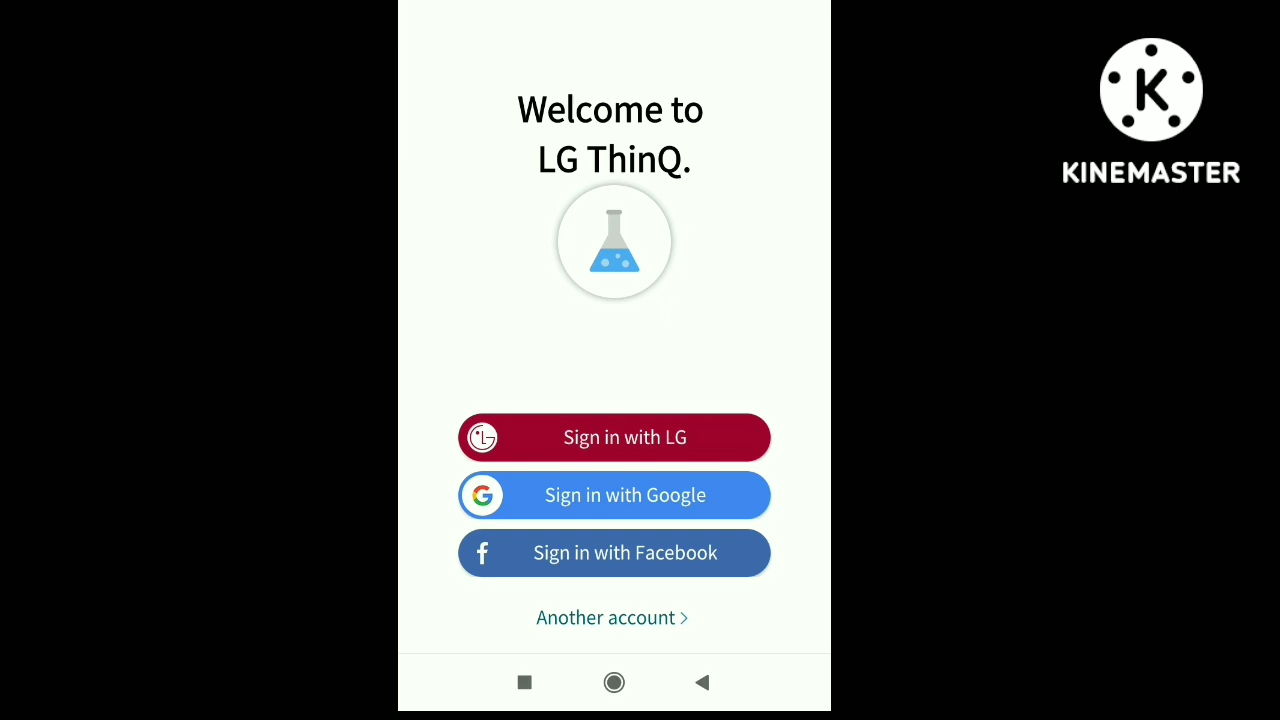 Welcome to
LG ThinQ.
Sign in with LG
Sign in with Google
Sign in with Facebook
Another account >
K
KINEMASTER